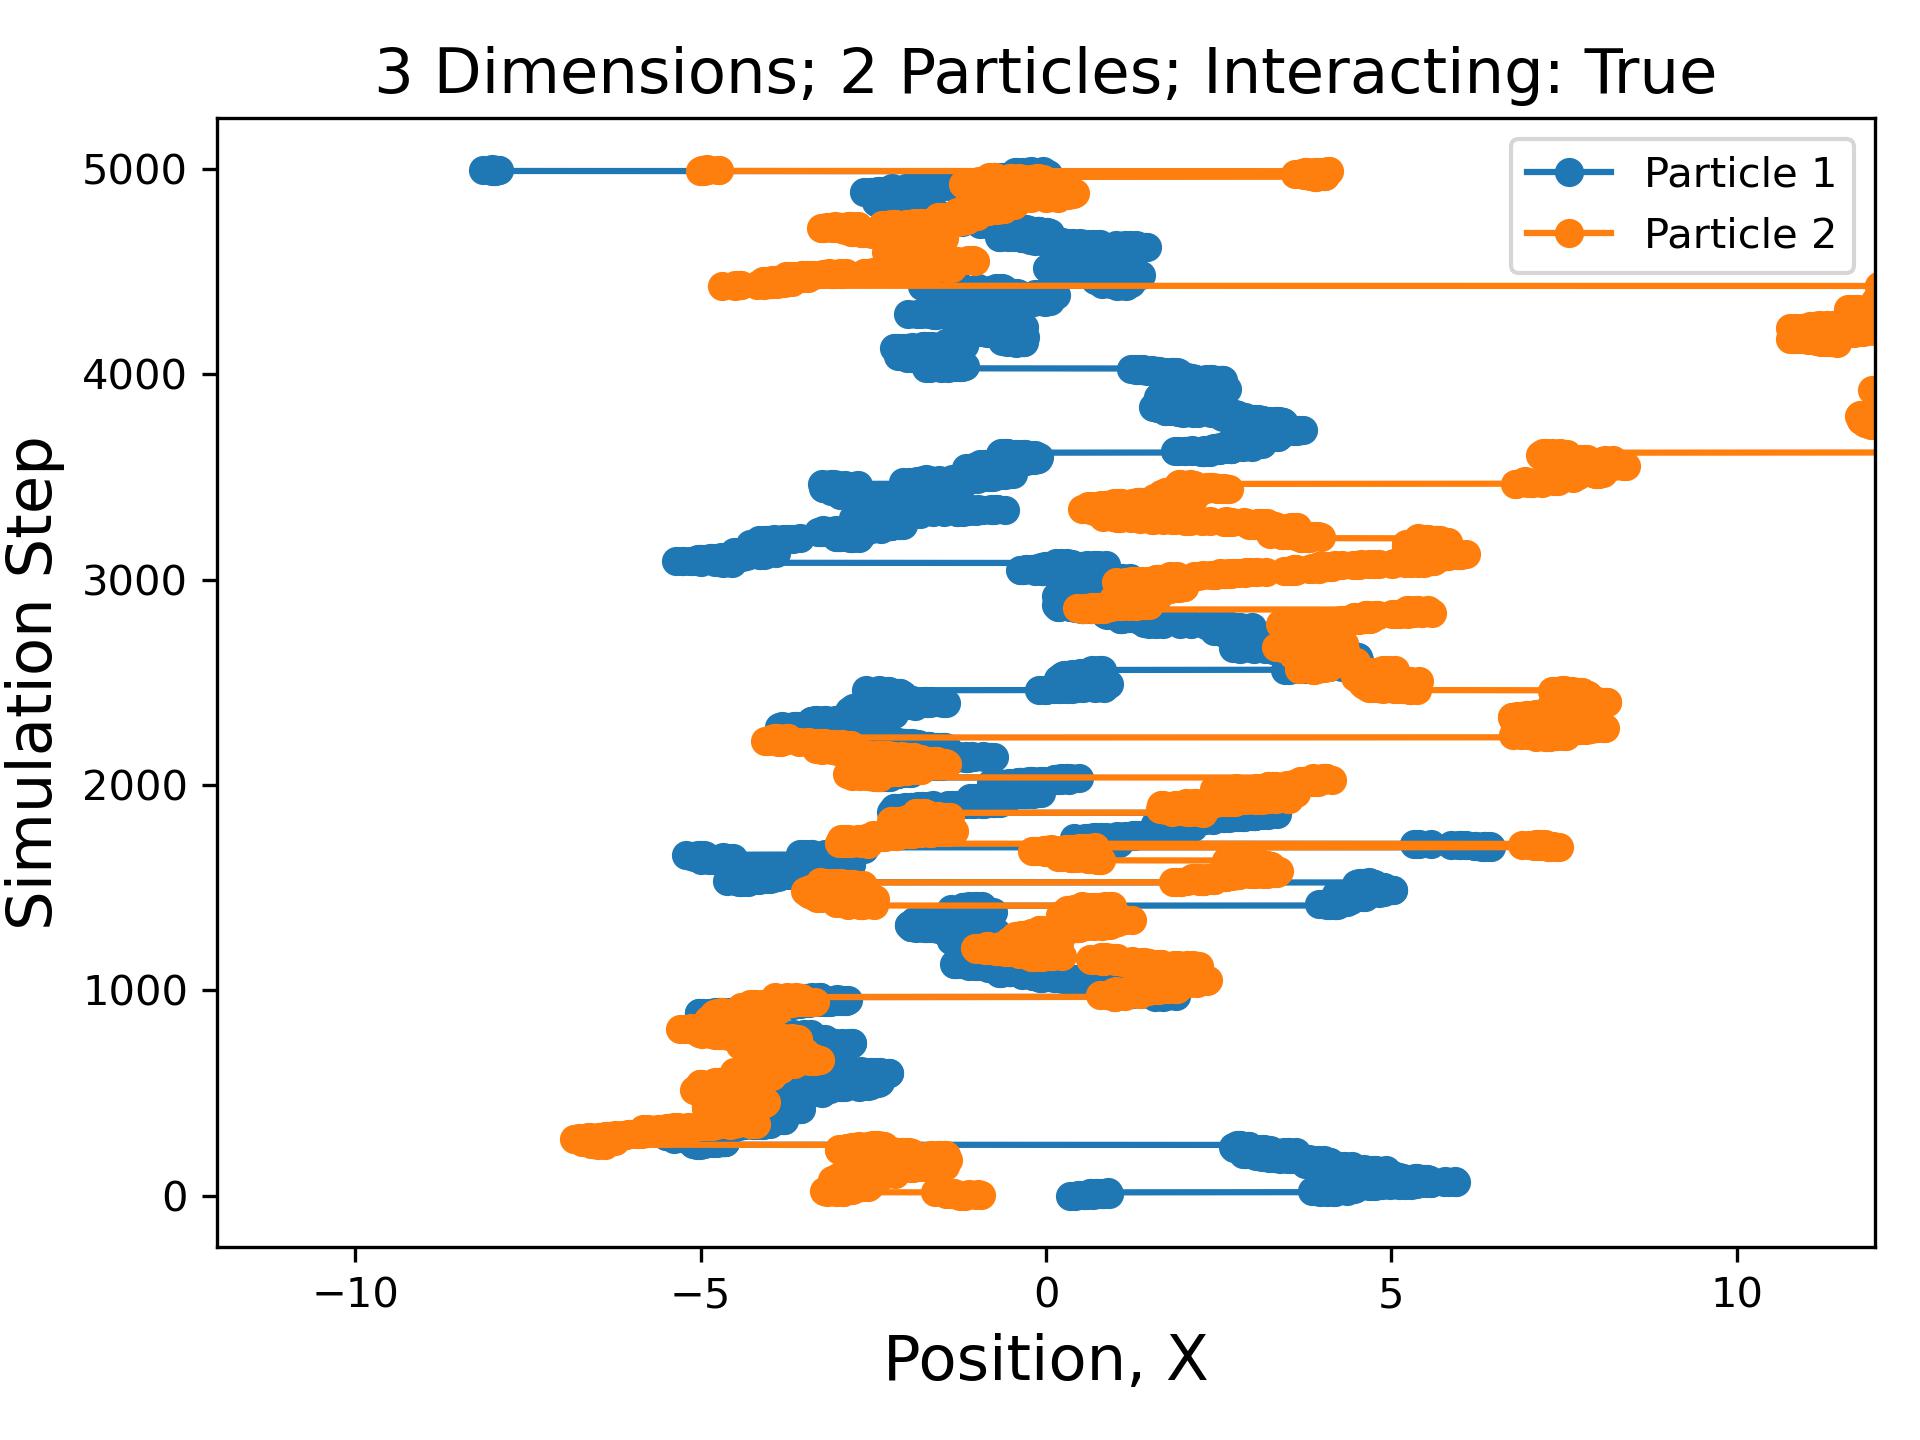 3 Dimensions; 2 Particles; Interacting: True
Particle 1
Particle 2
5000
4000
3000
2000
1000
0
Simulation Step
−10
−5
0
5
10
Position, X